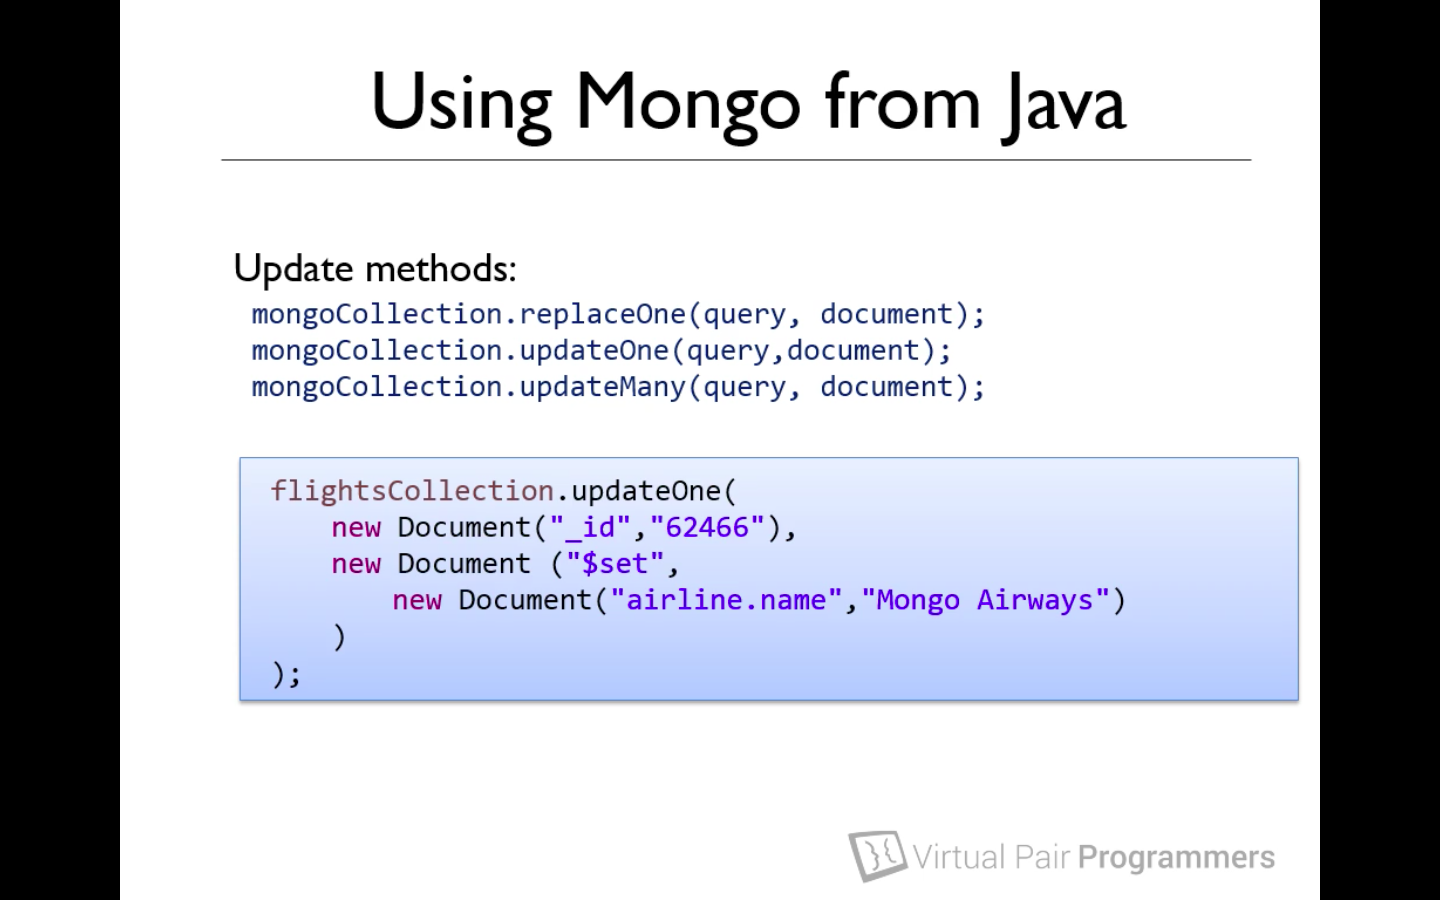 Using Mongo from Java
Update methods:
mongoCollection.replaceOne(query, document);
mongoCollection.updateOne(query,document);
mongoCollection.updateMany(query, document);
flightsCollection.updateOne(
new Document("_id","62466"),
new Document ("$set",
new Document("airline.name","Mongo Airways")
)
);
Virtual Pair Programmers